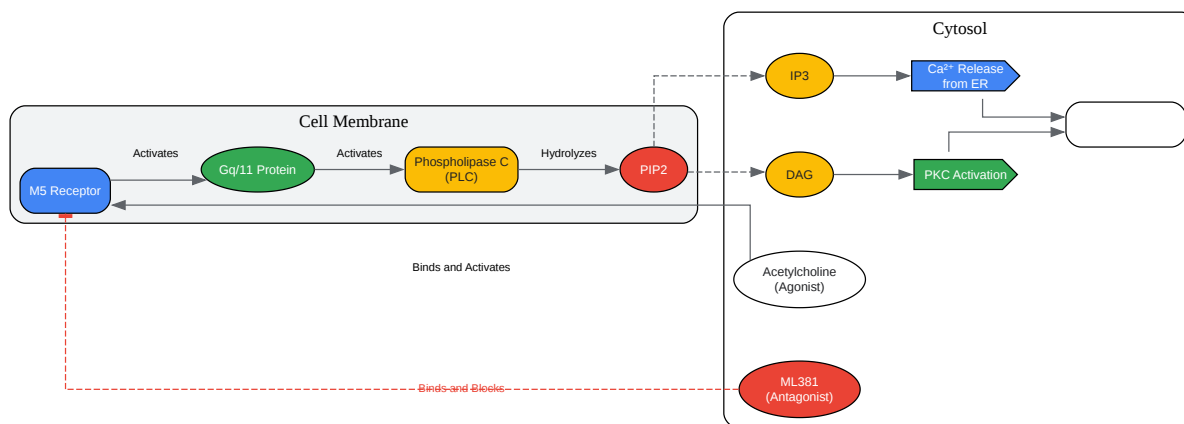 Cytosol
IP3
Ca²⁺ Release
from ER
Cell Membrane
Activates
Activates
Hydrolyzes
M5 Receptor
Gq/11 Protein
Phospholipase C
(PLC)
PIP2
DAG
PKC Activation
Binds and Activates
Acetylcholine
(Agonist)
Binds and Blocks
ML381
(Antagonist)